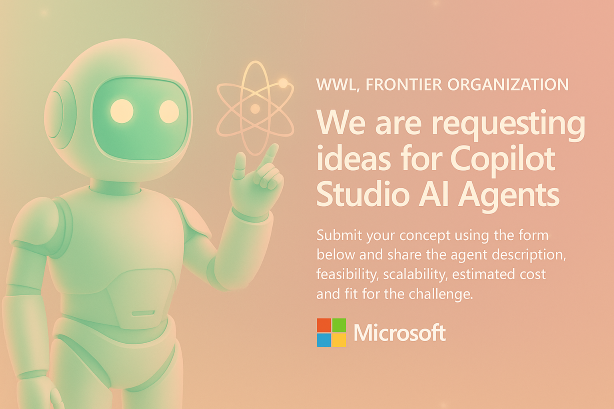 WWL, FRONTIER ORGANIZATION
We are requesting
ideas for Copilot
Studio AI Agents
Submit your concept using the form
below and share the agent description,
feasibility, scalability, estimated cost
and fit for the challenge.
Microsoft